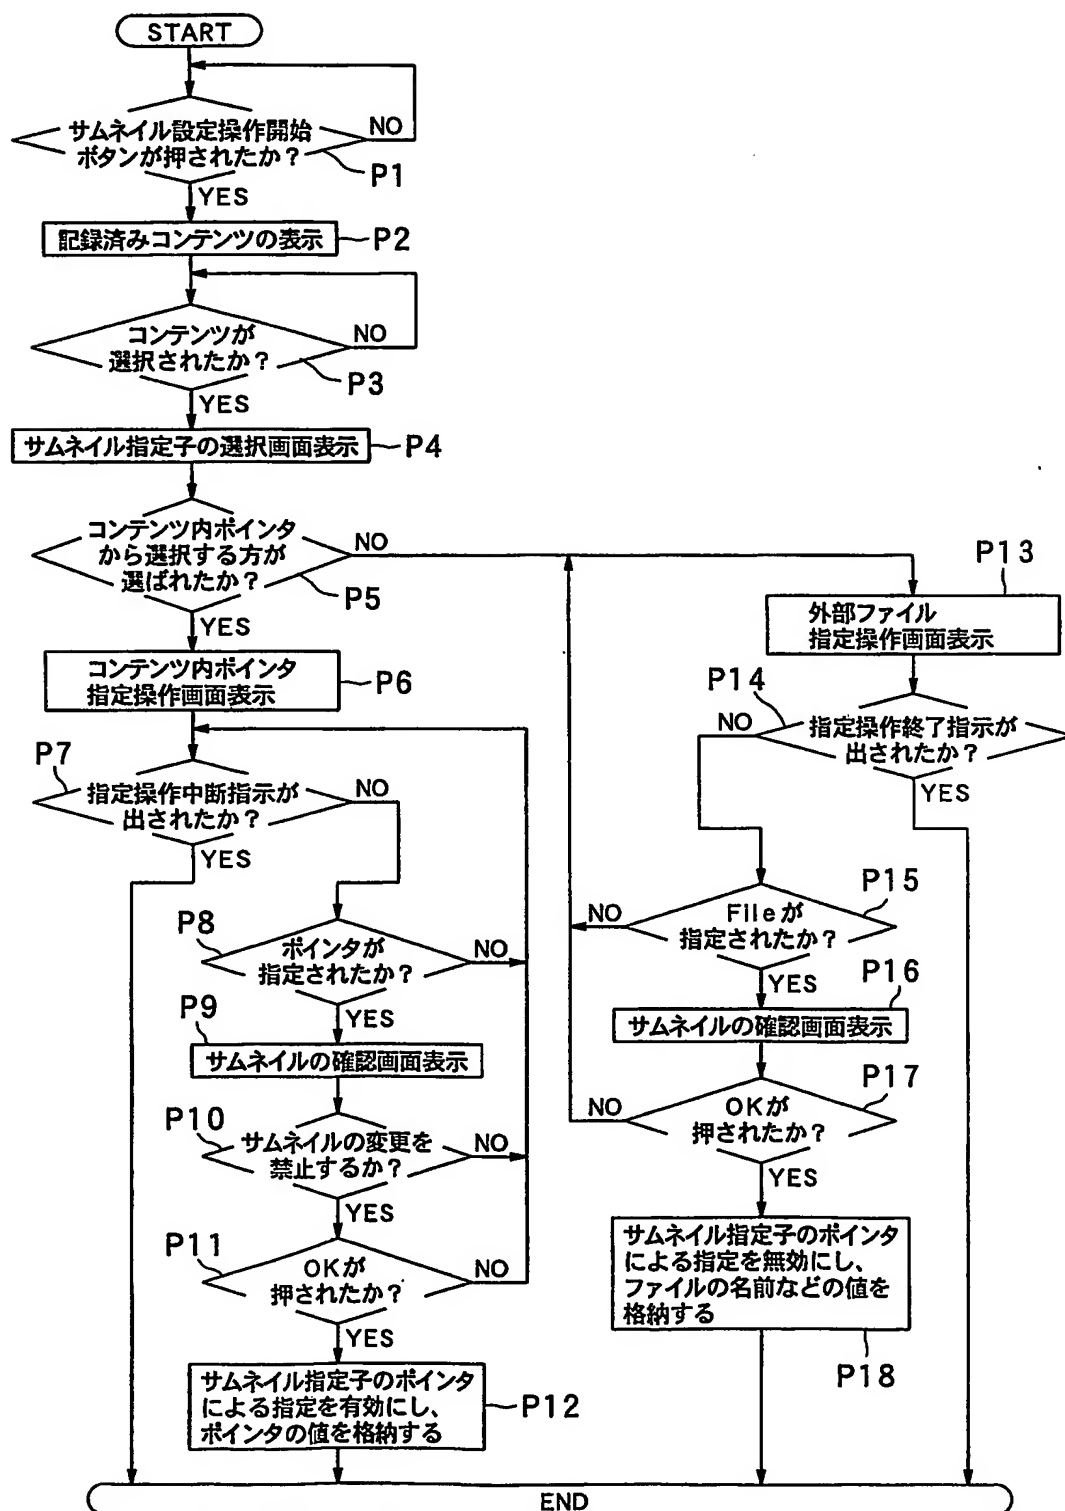 START
サムネイル設定操作開始
ボタンが押されたか？
NO
P1
YES
記録済みコンテンツの表示
P2
コンテンツが
選択されたか？
NO
P3
YES
サムネイル指定子の選択画面表示
P4
コンテンツ内ポインタ
から選択する方が
選ばれたか？
NO
P5
YES
コンテンツ内ポインタ
指定操作画面表示
P6
P7
指定操作中断指示が
出されたか？
NO
YES
P8
ポインタが
指定されたか？
NO
YES
P9
サムネイルの確認画面表示
P10
サムネイルの変更を
禁止するか？
NO
YES
P11
OKが
押されたか？
NO
YES
サムネイル指定子のポインタ
による指定を有効にし、
ポインタの値を格納する
P12
P13
外部ファイル
指定操作画面表示
P14
NO
指定操作終了指示が
出されたか？
YES
P15
NO
Fileが
指定されたか？
YES
P16
サムネイルの確認画面表示
P17
NO
OKが
押されたか？
YES
サムネイル指定子のポインタ
による指定を無効にし、
ファイルの名前などの値を
格納する
P18
END